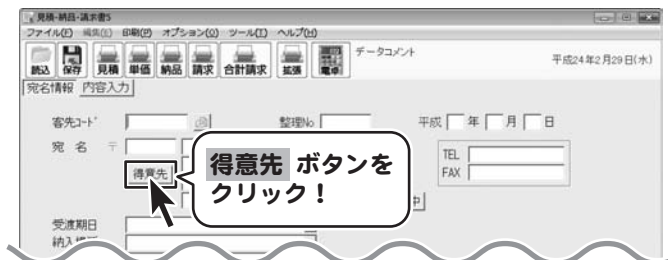 見積・納品・請求書5
ファイル(F) 編集(E) 印刷(P) オプション(O) ツール(T) ヘルプ(H)
読込 保存 見積 単価 納品 請求 合計請求 拡張 電卓 データコメント 平成24年2月29日(水)
宛名情報 内容入力
客先コード 整理No 平成 年 月 日
宛 名 〒 TEL
得意先 FAX
得意先 ボタンを
クリック!
受渡期日